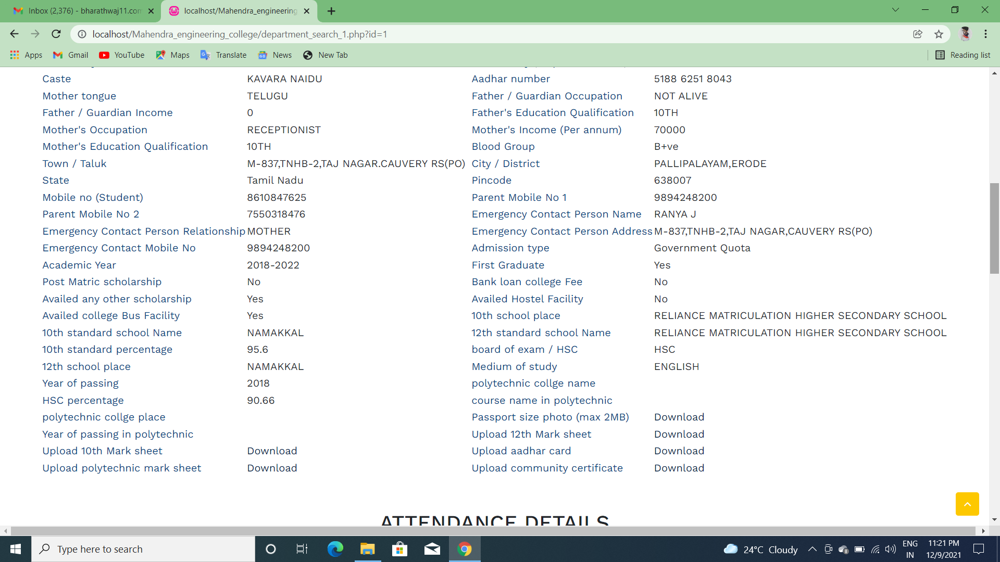 Inbox (2,376) - bharathwaj11.com
localhost/Mahendra_engineering
localhost/Mahendra_engineering_college/department_search_1.php?id=1
Apps Gmail YouTube Maps Translate News New Tab Reading list
Caste KAVARA NAIDU Aadhar number 5188 6251 8043
Mother tongue TELUGU Father / Guardian Occupation NOT ALIVE
Father / Guardian Income 0 Father's Education Qualification 10TH
Mother's Occupation RECEPTIONIST Mother's Income (Per annum) 70000
Mother's Education Qualification 10TH Blood Group B+ve
Town / Taluk M-837,TNHB-2,TAJ NAGAR.CAUVERY RS(PO) City / District PALLIPALAYAM,ERODE
State Tamil Nadu Pincode 638007
Mobile no (Student) 8610847625 Parent Mobile No 1 9894248200
Parent Mobile No 2 7550318476 Emergency Contact Person Name RANYA J
Emergency Contact Person Relationship MOTHER Emergency Contact Person Address M-837,TNHB-2,TAJ NAGAR,CAUVERY RS(PO)
Emergency Contact Mobile No 9894248200 Admission type Government Quota
Academic Year 2018-2022 First Graduate Yes
Post Matric scholarship No Bank loan college Fee No
Availed any other scholarship Yes Availed Hostel Facility No
Availed college Bus Facility Yes 10th school place RELIANCE MATRICULATION HIGHER SECONDARY SCHOOL
10th standard school Name NAMAKKAL 12th standard school Name RELIANCE MATRICULATION HIGHER SECONDARY SCHOOL
10th standard percentage 95.6 board of exam / HSC HSC
12th school place NAMAKKAL Medium of study ENGLISH
Year of passing 2018 polytechnic collge name
HSC percentage 90.66 course name in polytechnic
polytechnic collge place Passport size photo (max 2MB) Download
Year of passing in polytechnic Upload 12th Mark sheet Download
Upload 10th Mark sheet Download Upload aadhar card Download
Upload polytechnic mark sheet Download Upload community certificate Download
ATTENDANCE DETAILS
Type here to search
24°C Cloudy
ENG
IN
11:21 PM
12/9/2021